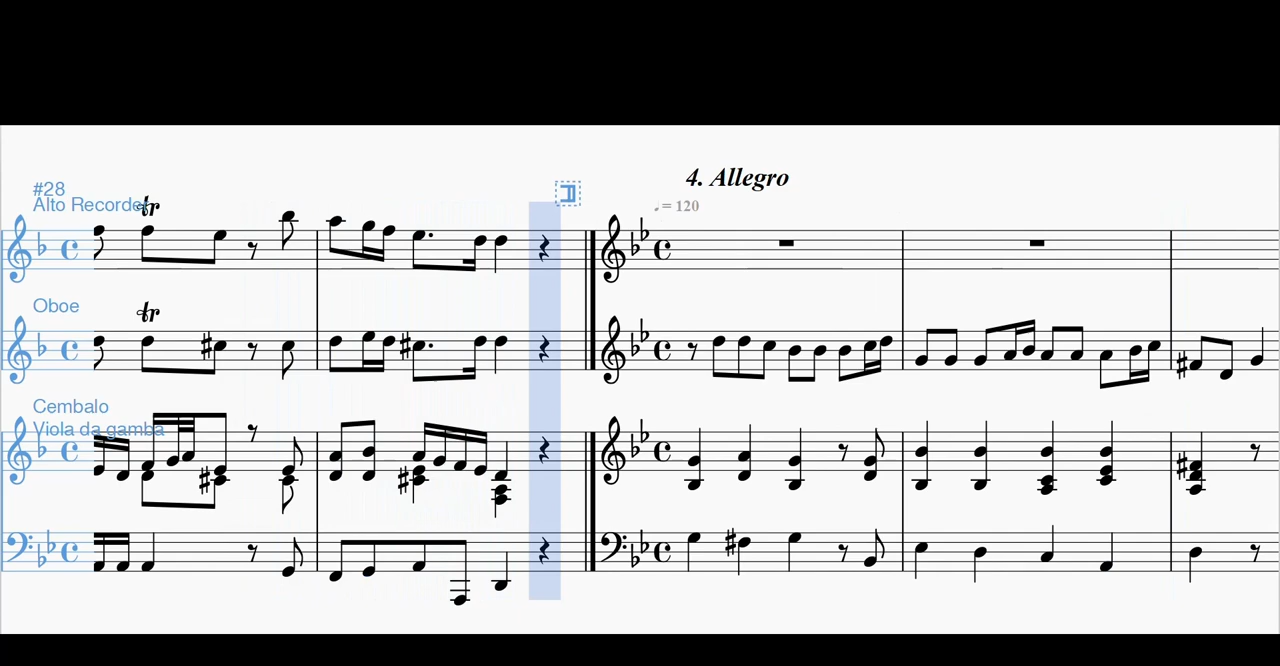 #28
Alto Recorder
tr
4. Allegro
= 120
Oboe
tr
Cembalo
Viola da gamba